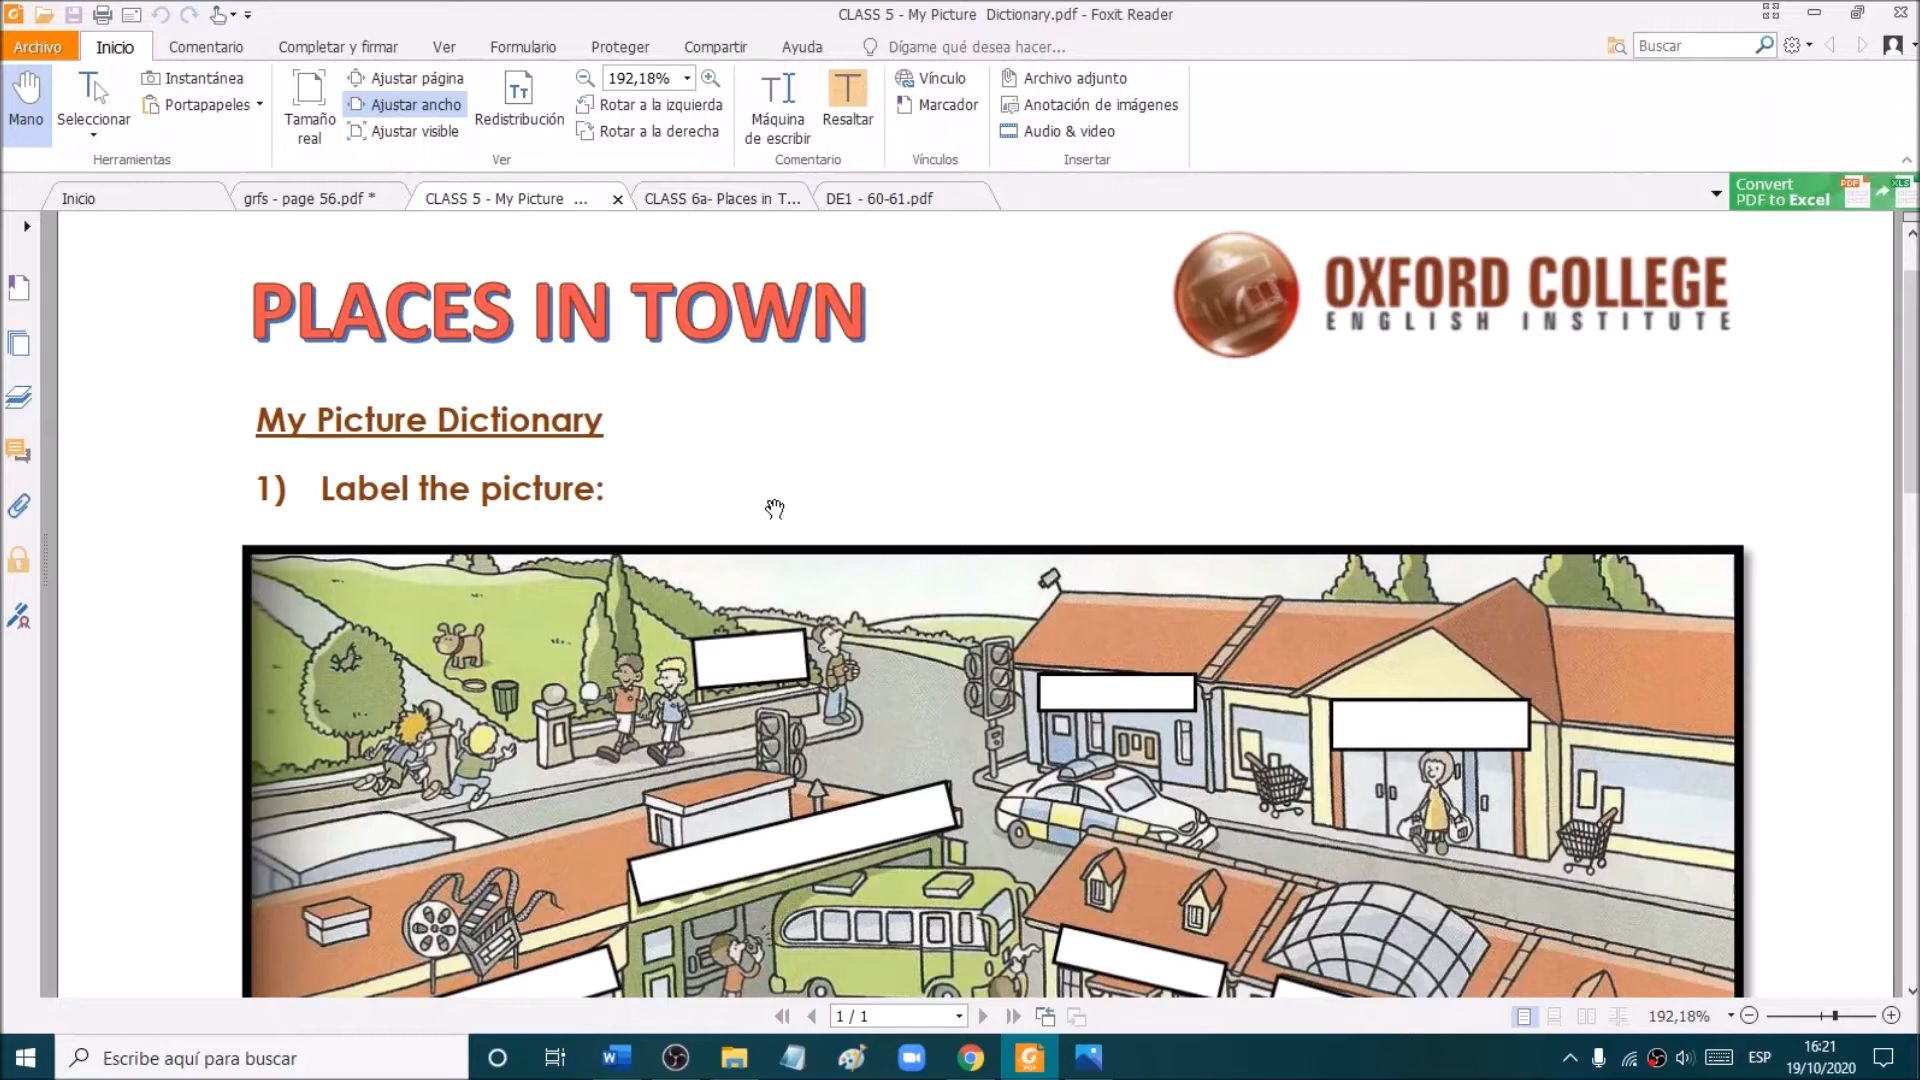 CLASS 5 - My Picture Dictionary.pdf - Foxit Reader
Archivo Inicio Comentario Completar y firmar Ver Formulario Proteger Compartir Ayuda Dígame qué desea hacer... Buscar
Mano
Seleccionar
Instantánea
Portapapeles
Herramientas
Tamaño real
Ajustar página
Ajustar ancho
Ajustar visible
Redistribución
192,18%
Rotar a la izquierda
Rotar a la derecha
Ver
Máquina de escribir
Resaltar
Comentario
Vínculo
Marcador
Vínculos
Archivo adjunto
Anotación de imágenes
Audio & video
Insertar
Inicio
grfs - page 56.pdf *
CLASS 5 - My Picture ...
CLASS 6a- Places in T...
DE1 - 60-61.pdf
Convert
PDF to Excel
PDF
XLS
PLACES IN TOWN
OXFORD COLLEGE
ENGLISH INSTITUTE
My Picture Dictionary
1) Label the picture:
1 / 1
192,18%
Escribe aquí para buscar
ESP
16:21
19/10/2020